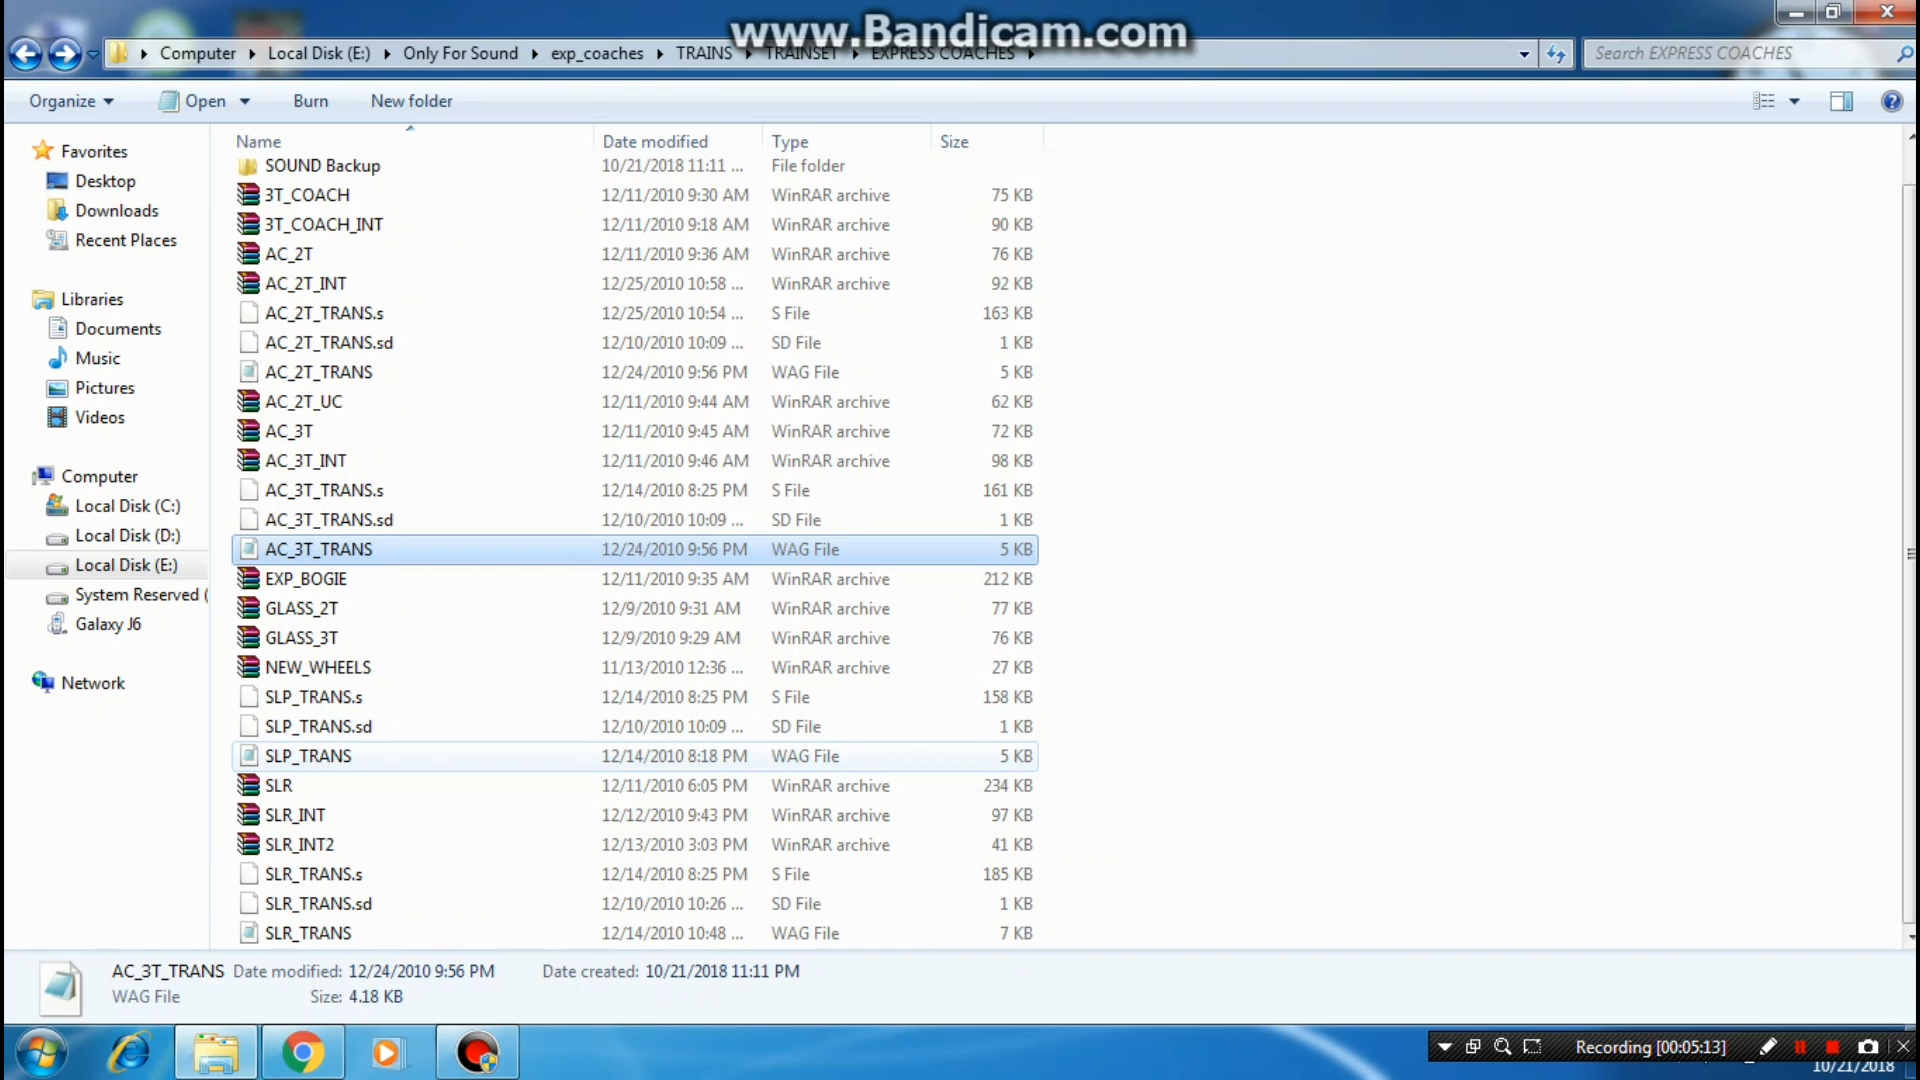 www.Bandicam.com
Computer Local Disk (E:) Only For Sound exp_coaches TRAINS TRAINSET EXPRESS COACHES Search EXPRESS COACHES
Organize Open Burn New folder
Name Date modified Type Size
SOUND Backup 10/21/2018 11:11 ... File folder
3T_COACH 12/11/2010 9:30 AM WinRAR archive 75 KB
3T_COACH_INT 12/11/2010 9:18 AM WinRAR archive 90 KB
AC_2T 12/11/2010 9:36 AM WinRAR archive 76 KB
AC_2T_INT 12/25/2010 10:58 ... WinRAR archive 92 KB
AC_2T_TRANS.s 12/25/2010 10:54 ... S File 163 KB
AC_2T_TRANS.sd 12/10/2010 10:09 ... SD File 1 KB
AC_2T_TRANS 12/24/2010 9:56 PM WAG File 5 KB
AC_2T_UC 12/11/2010 9:44 AM WinRAR archive 62 KB
AC_3T 12/11/2010 9:45 AM WinRAR archive 72 KB
AC_3T_INT 12/11/2010 9:46 AM WinRAR archive 98 KB
AC_3T_TRANS.s 12/14/2010 8:25 PM S File 161 KB
AC_3T_TRANS.sd 12/10/2010 10:09 ... SD File 1 KB
AC_3T_TRANS 12/24/2010 9:56 PM WAG File 5 KB
EXP_BOGIE 12/11/2010 9:35 AM WinRAR archive 212 KB
GLASS_2T 12/9/2010 9:31 AM WinRAR archive 77 KB
GLASS_3T 12/9/2010 9:29 AM WinRAR archive 76 KB
NEW_WHEELS 11/13/2010 12:36 ... WinRAR archive 27 KB
SLP_TRANS.s 12/14/2010 8:25 PM S File 158 KB
SLP_TRANS.sd 12/10/2010 10:09 ... SD File 1 KB
SLP_TRANS 12/14/2010 8:18 PM WAG File 5 KB
SLR 12/11/2010 6:05 PM WinRAR archive 234 KB
SLR_INT 12/12/2010 9:43 PM WinRAR archive 97 KB
SLR_INT2 12/13/2010 3:03 PM WinRAR archive 41 KB
SLR_TRANS.s 12/14/2010 8:25 PM S File 185 KB
SLR_TRANS.sd 12/10/2010 10:26 ... SD File 1 KB
SLR_TRANS 12/14/2010 10:48 ... WAG File 7 KB
Favorites
Desktop
Downloads
Recent Places
Libraries
Documents
Music
Pictures
Videos
Computer
Local Disk (C:)
Local Disk (D:)
Local Disk (E:)
System Reserved (
Galaxy J6
Network
AC_3T_TRANS Date modified: 12/24/2010 9:56 PM Date created: 10/21/2018 11:11 PM
WAG File Size: 4.18 KB
Recording [00:05:13]
10/21/2018